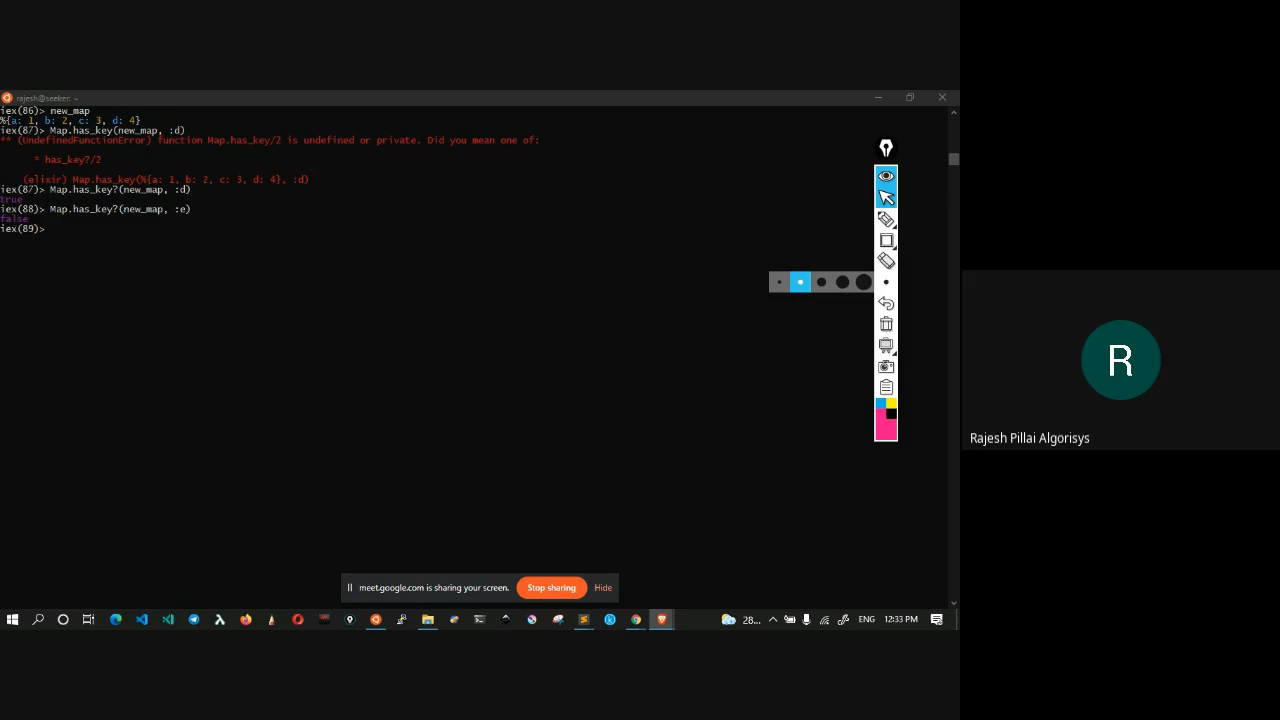 rajesh@seeker: ~
iex(86)> new_map
%{a: 1, b: 2, c: 3, d: 4}
iex(87)> Map.has_key(new_map, :d)
** (UndefinedFunctionError) function Map.has_key/2 is undefined or private. Did you mean one of:
* has_key?/2
(elixir) Map.has_key(%{a: 1, b: 2, c: 3, d: 4}, :d)
iex(87)> Map.has_key?(new_map, :d)
true
iex(88)> Map.has_key?(new_map, :e)
false
iex(89)>
R
Rajesh Pillai Algorisys
meet.google.com is sharing your screen.
Stop sharing
Hide
28...
ENG
12:33 PM